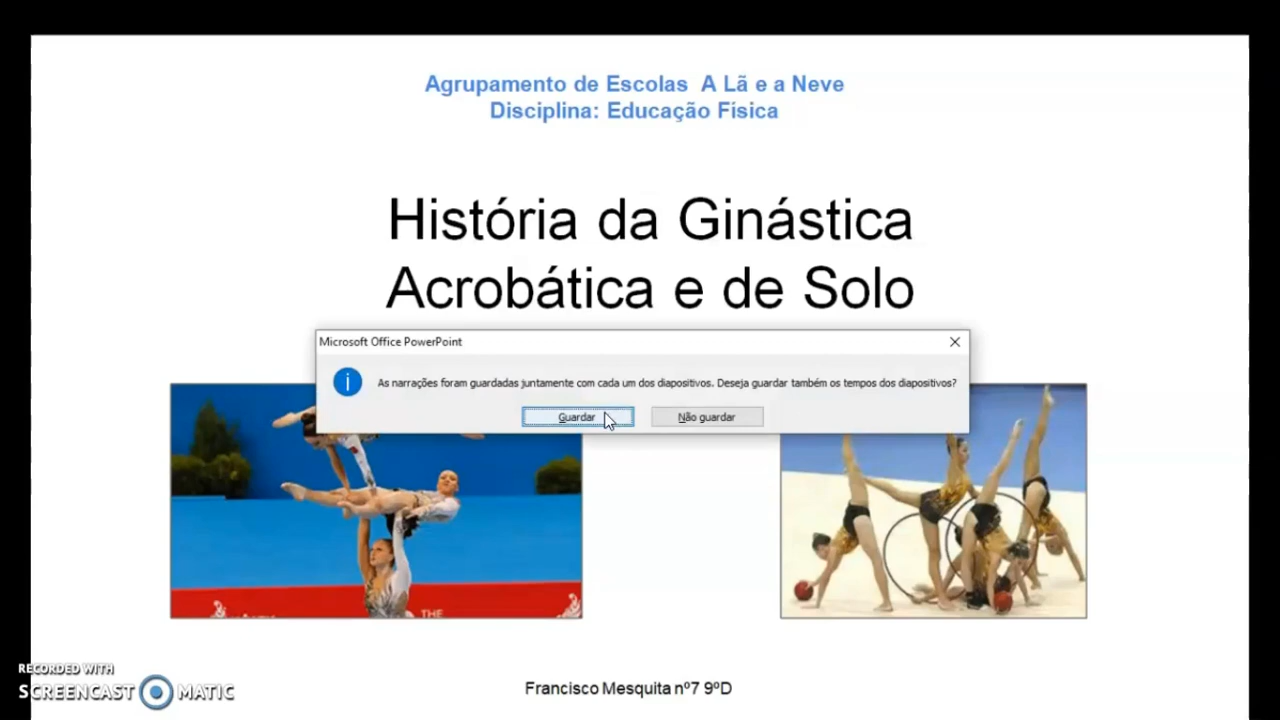 Agrupamento de Escolas A Lã e a Neve
Disciplina: Educação Física
História da Ginástica
Acrobática e de Solo
Microsoft Office PowerPoint
As narrações foram guardadas juntamente com cada um dos diapositivos. Deseja guardar também os tempos dos diapositivos?
Guardar
Não guardar
THE
RECORDED WITH
SCREENCAST MATIC
Francisco Mesquita nº7 9ºD